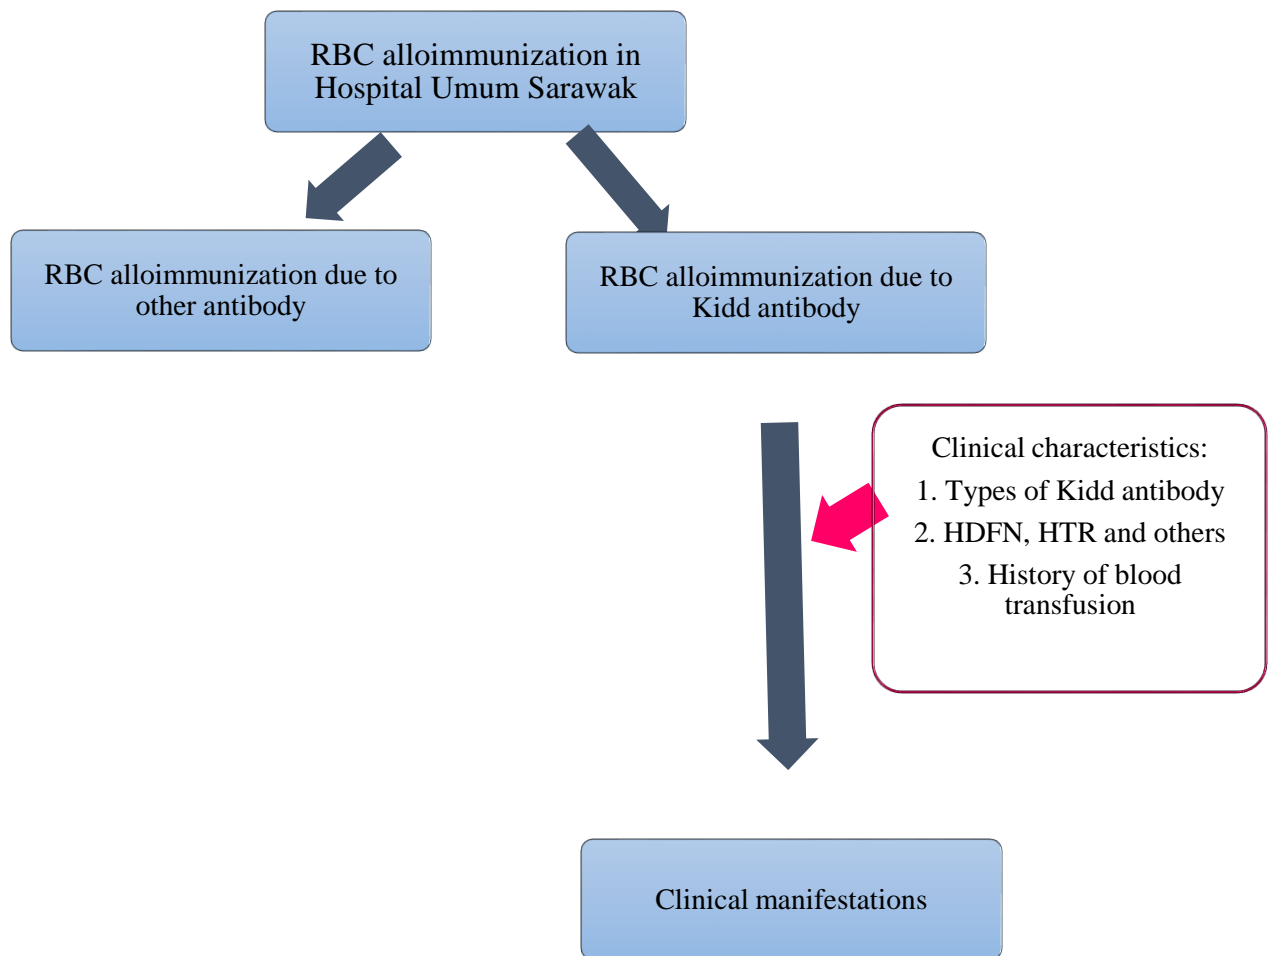 RBC alloimmunization in
Hospital Umum Sarawak
RBC alloimmunization due to
other antibody
RBC alloimmunization due to
Kidd antibody
Clinical characteristics:
1. Types of Kidd antibody
2. HDFN, HTR and others
3. History of blood
transfusion
Clinical manifestations